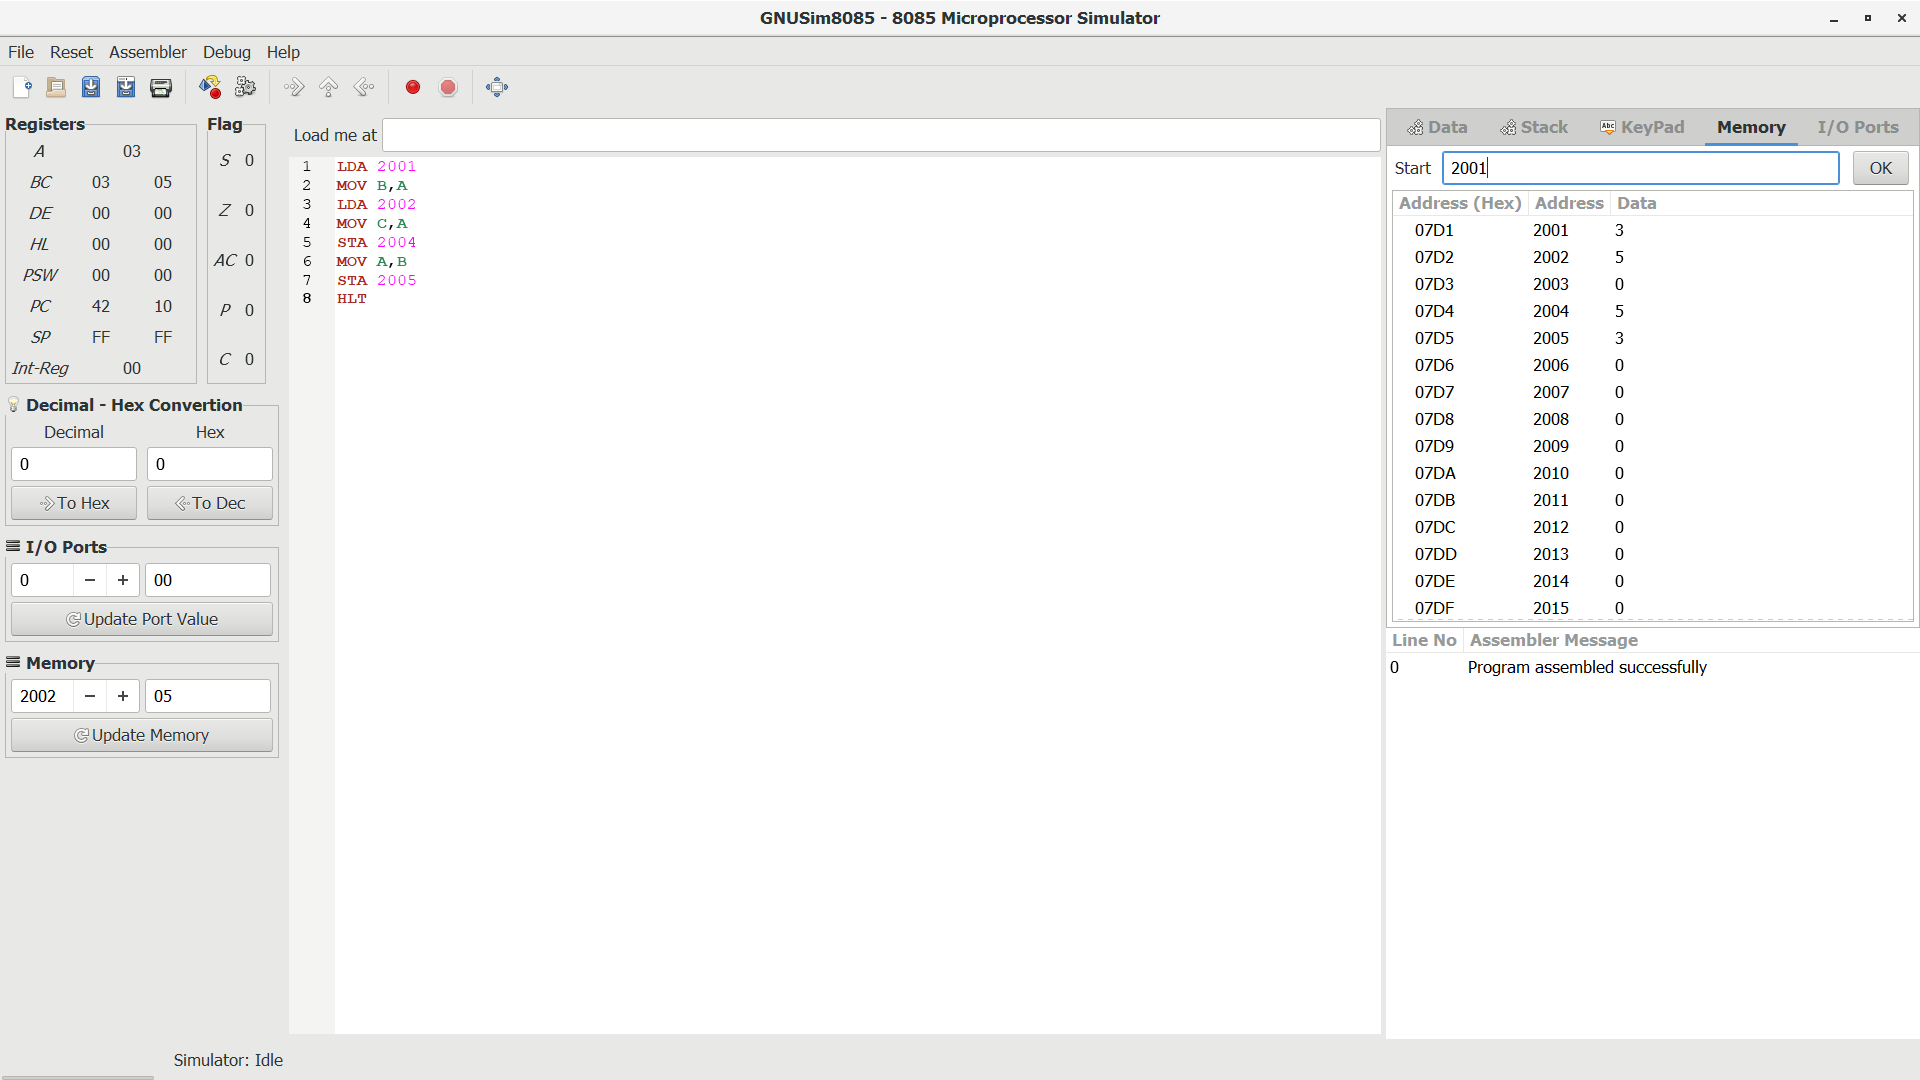 GNUSim8085 - 8085 Microprocessor Simulator
File Reset Assembler Debug Help
Registers
A 03
BC 03 05
DE 00 00
HL 00 00
PSW 00 00
PC 42 10
SP FF FF
Int-Reg 00
Flag
S 0
Z 0
AC 0
P 0
C 0
Decimal - Hex Convertion
Decimal Hex
0 0
To Hex To Dec
I/O Ports
0 − + 00
Update Port Value
Memory
2002 − + 05
Update Memory
Load me at
1 LDA 2001
2 MOV B,A
3 LDA 2002
4 MOV C,A
5 STA 2004
6 MOV A,B
7 STA 2005
8 HLT
Data Stack Abc KeyPad Memory I/O Ports
Start 2001 OK
Address (Hex) Address Data
07D1 2001 3
07D2 2002 5
07D3 2003 0
07D4 2004 5
07D5 2005 3
07D6 2006 0
07D7 2007 0
07D8 2008 0
07D9 2009 0
07DA 2010 0
07DB 2011 0
07DC 2012 0
07DD 2013 0
07DE 2014 0
07DF 2015 0
Line No Assembler Message
0 Program assembled successfully
Simulator: Idle